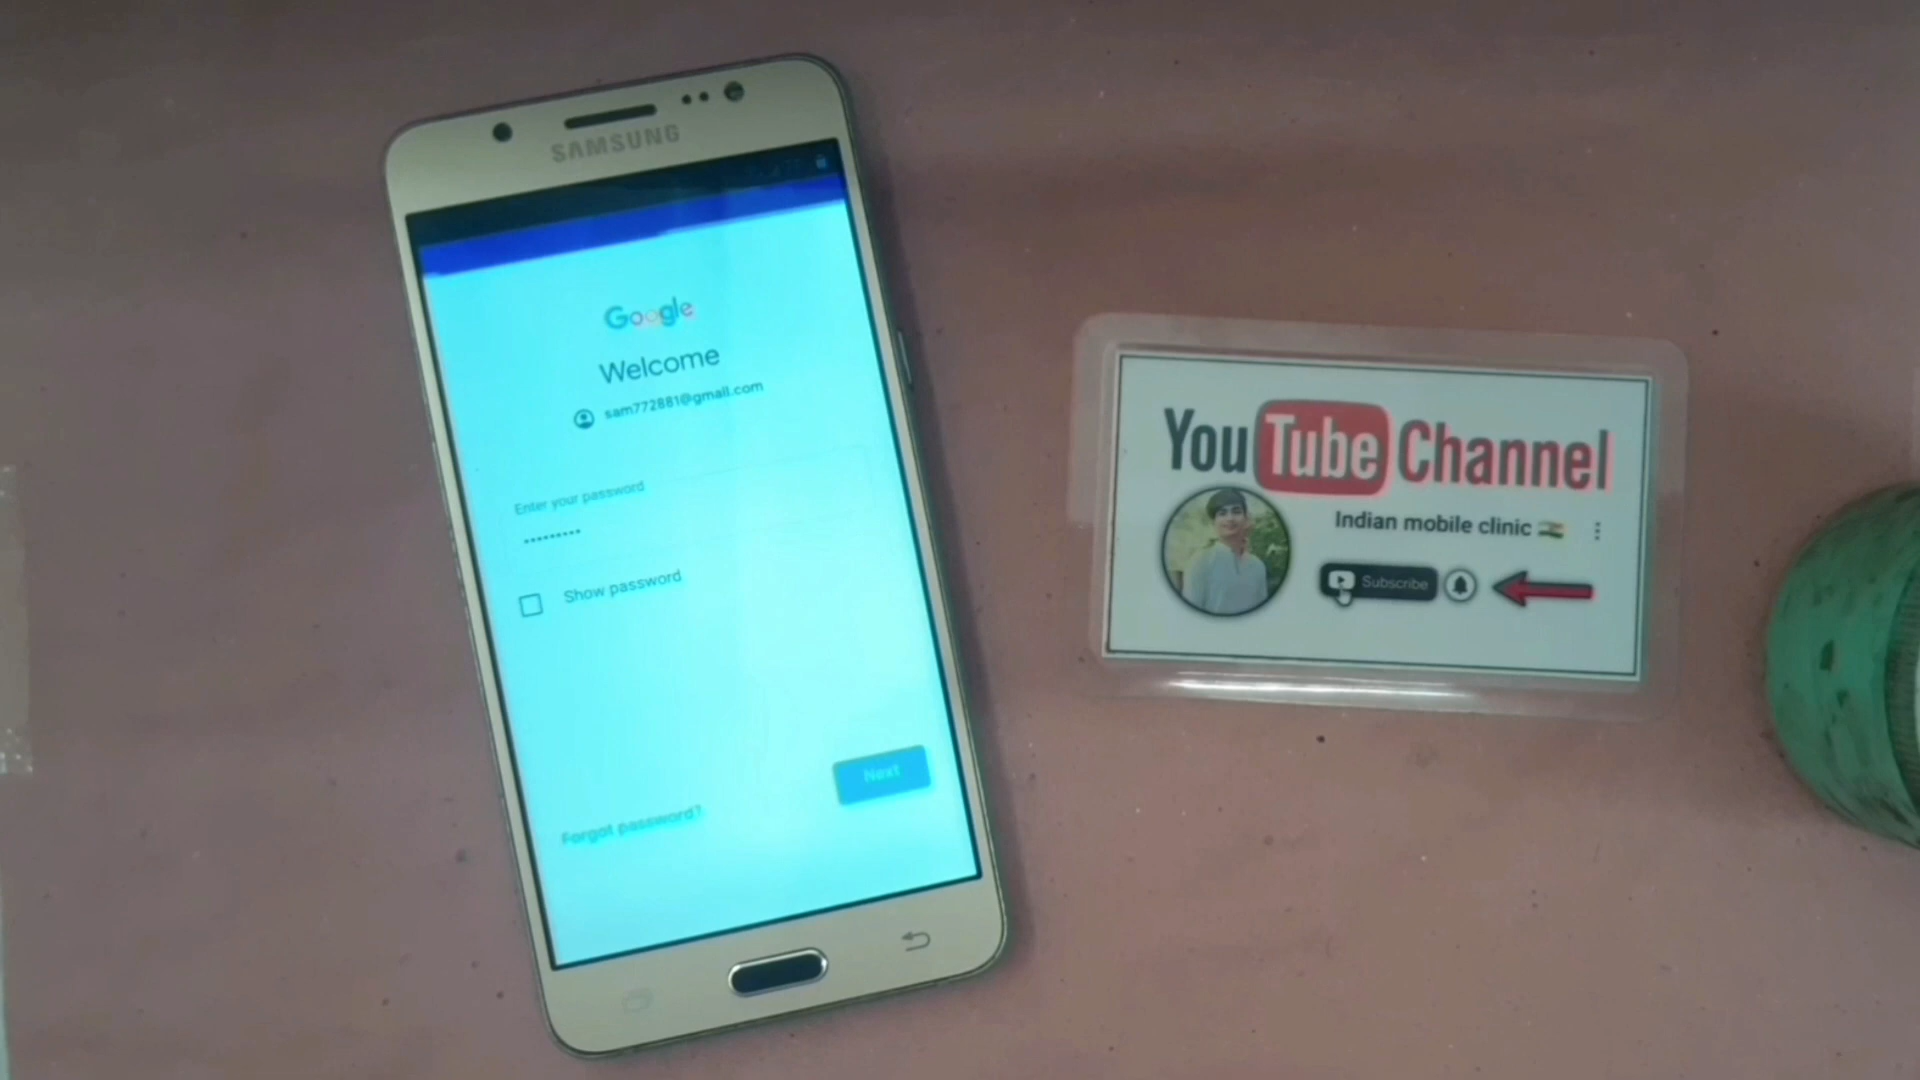 SAMSUNG
Google
Welcome
sam772881@gmail.com
Enter your password
•••••••••
Show password
Next
Forgot password?
YouTube Channel
Indian mobile clinic 🇮🇳
Subscribe